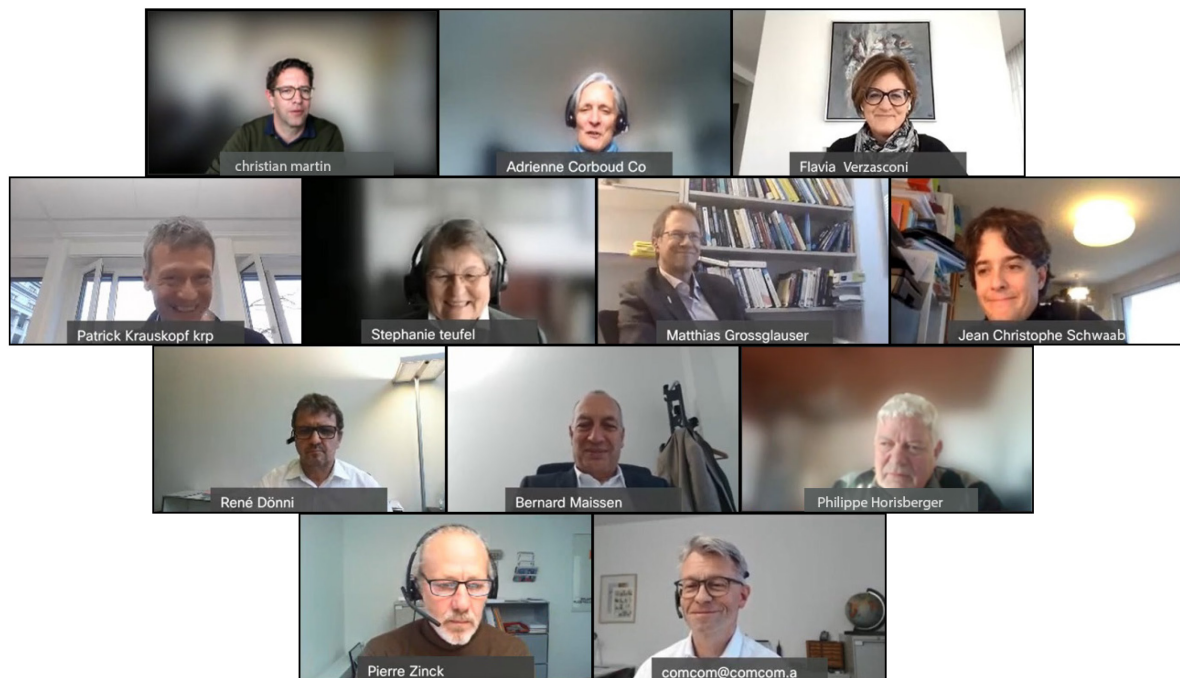 christian martin
Adrienne Corboud Co
Flavia Verzasconi
Patrick Krauskopf krp
Stephanie teufel
Matthias Grossglauser
Jean Christophe Schwaab
René Dönni
Bernard Maissen
Philippe Horisberger
Pierre Zinck
comcom@comcom.a